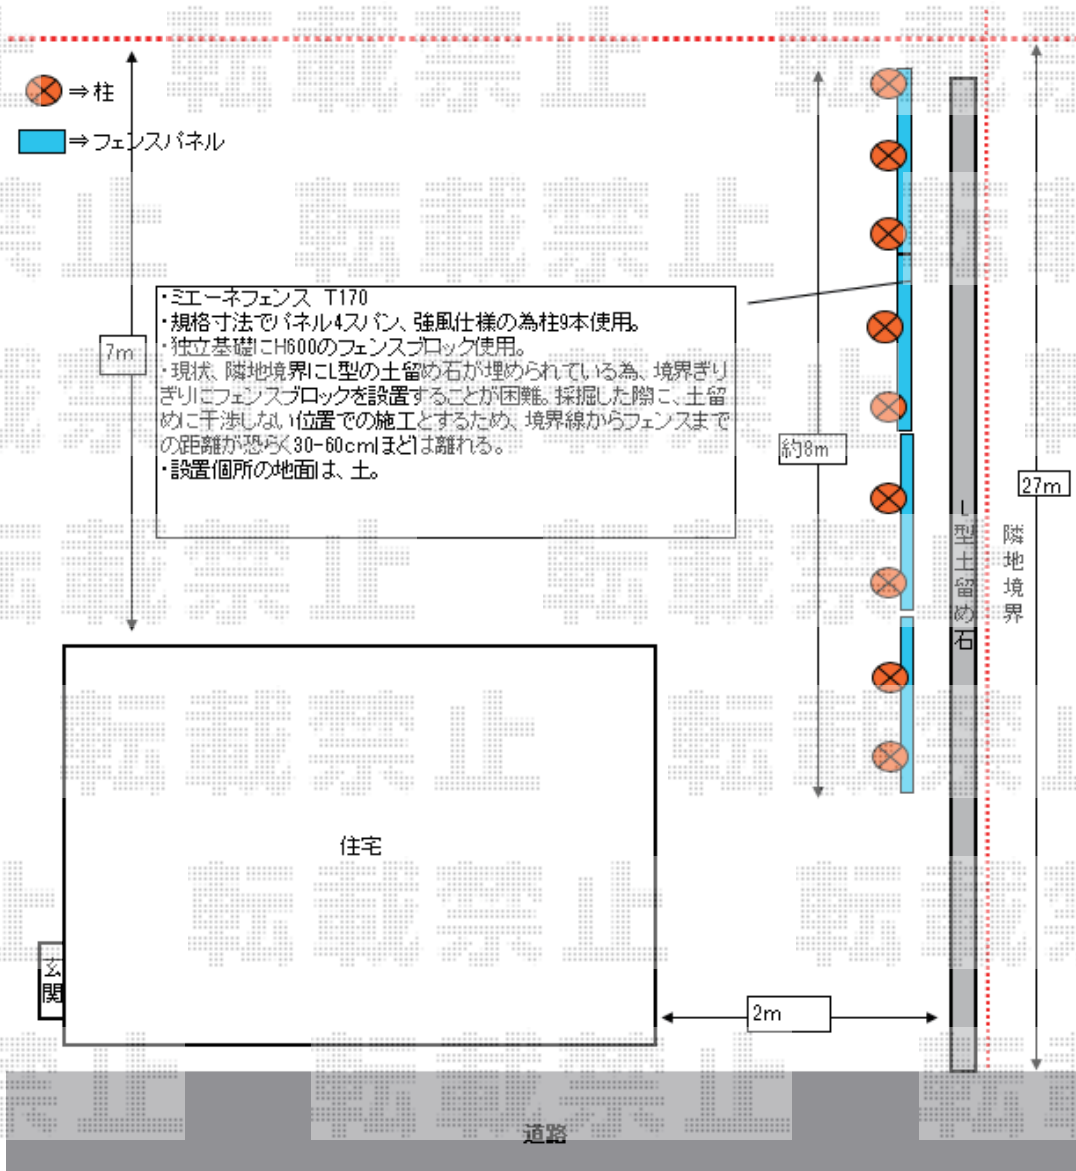 転載禁止
⇒柱
⇒フェンスパネル
・ミエーネフェンス T170
・規格寸法でパネル4スパン、強風仕様の為柱9本使用。
・独立基礎にH600のフェンスブロック使用。
・現状、隣地境界にL型の土留め石が埋められている為、境界ぎり
ぎりにフェンスブロックを設置することが困難。採掘した際に、土留
めに干渉しない位置での施工とするため、境界線からフェンスまで
の距離が恐らく30-60cmほどは離れる。
・設置個所の地面は、土。
7m
約8m
27m
L型土留め石
隣地境界
住宅
玄関
2m
道路